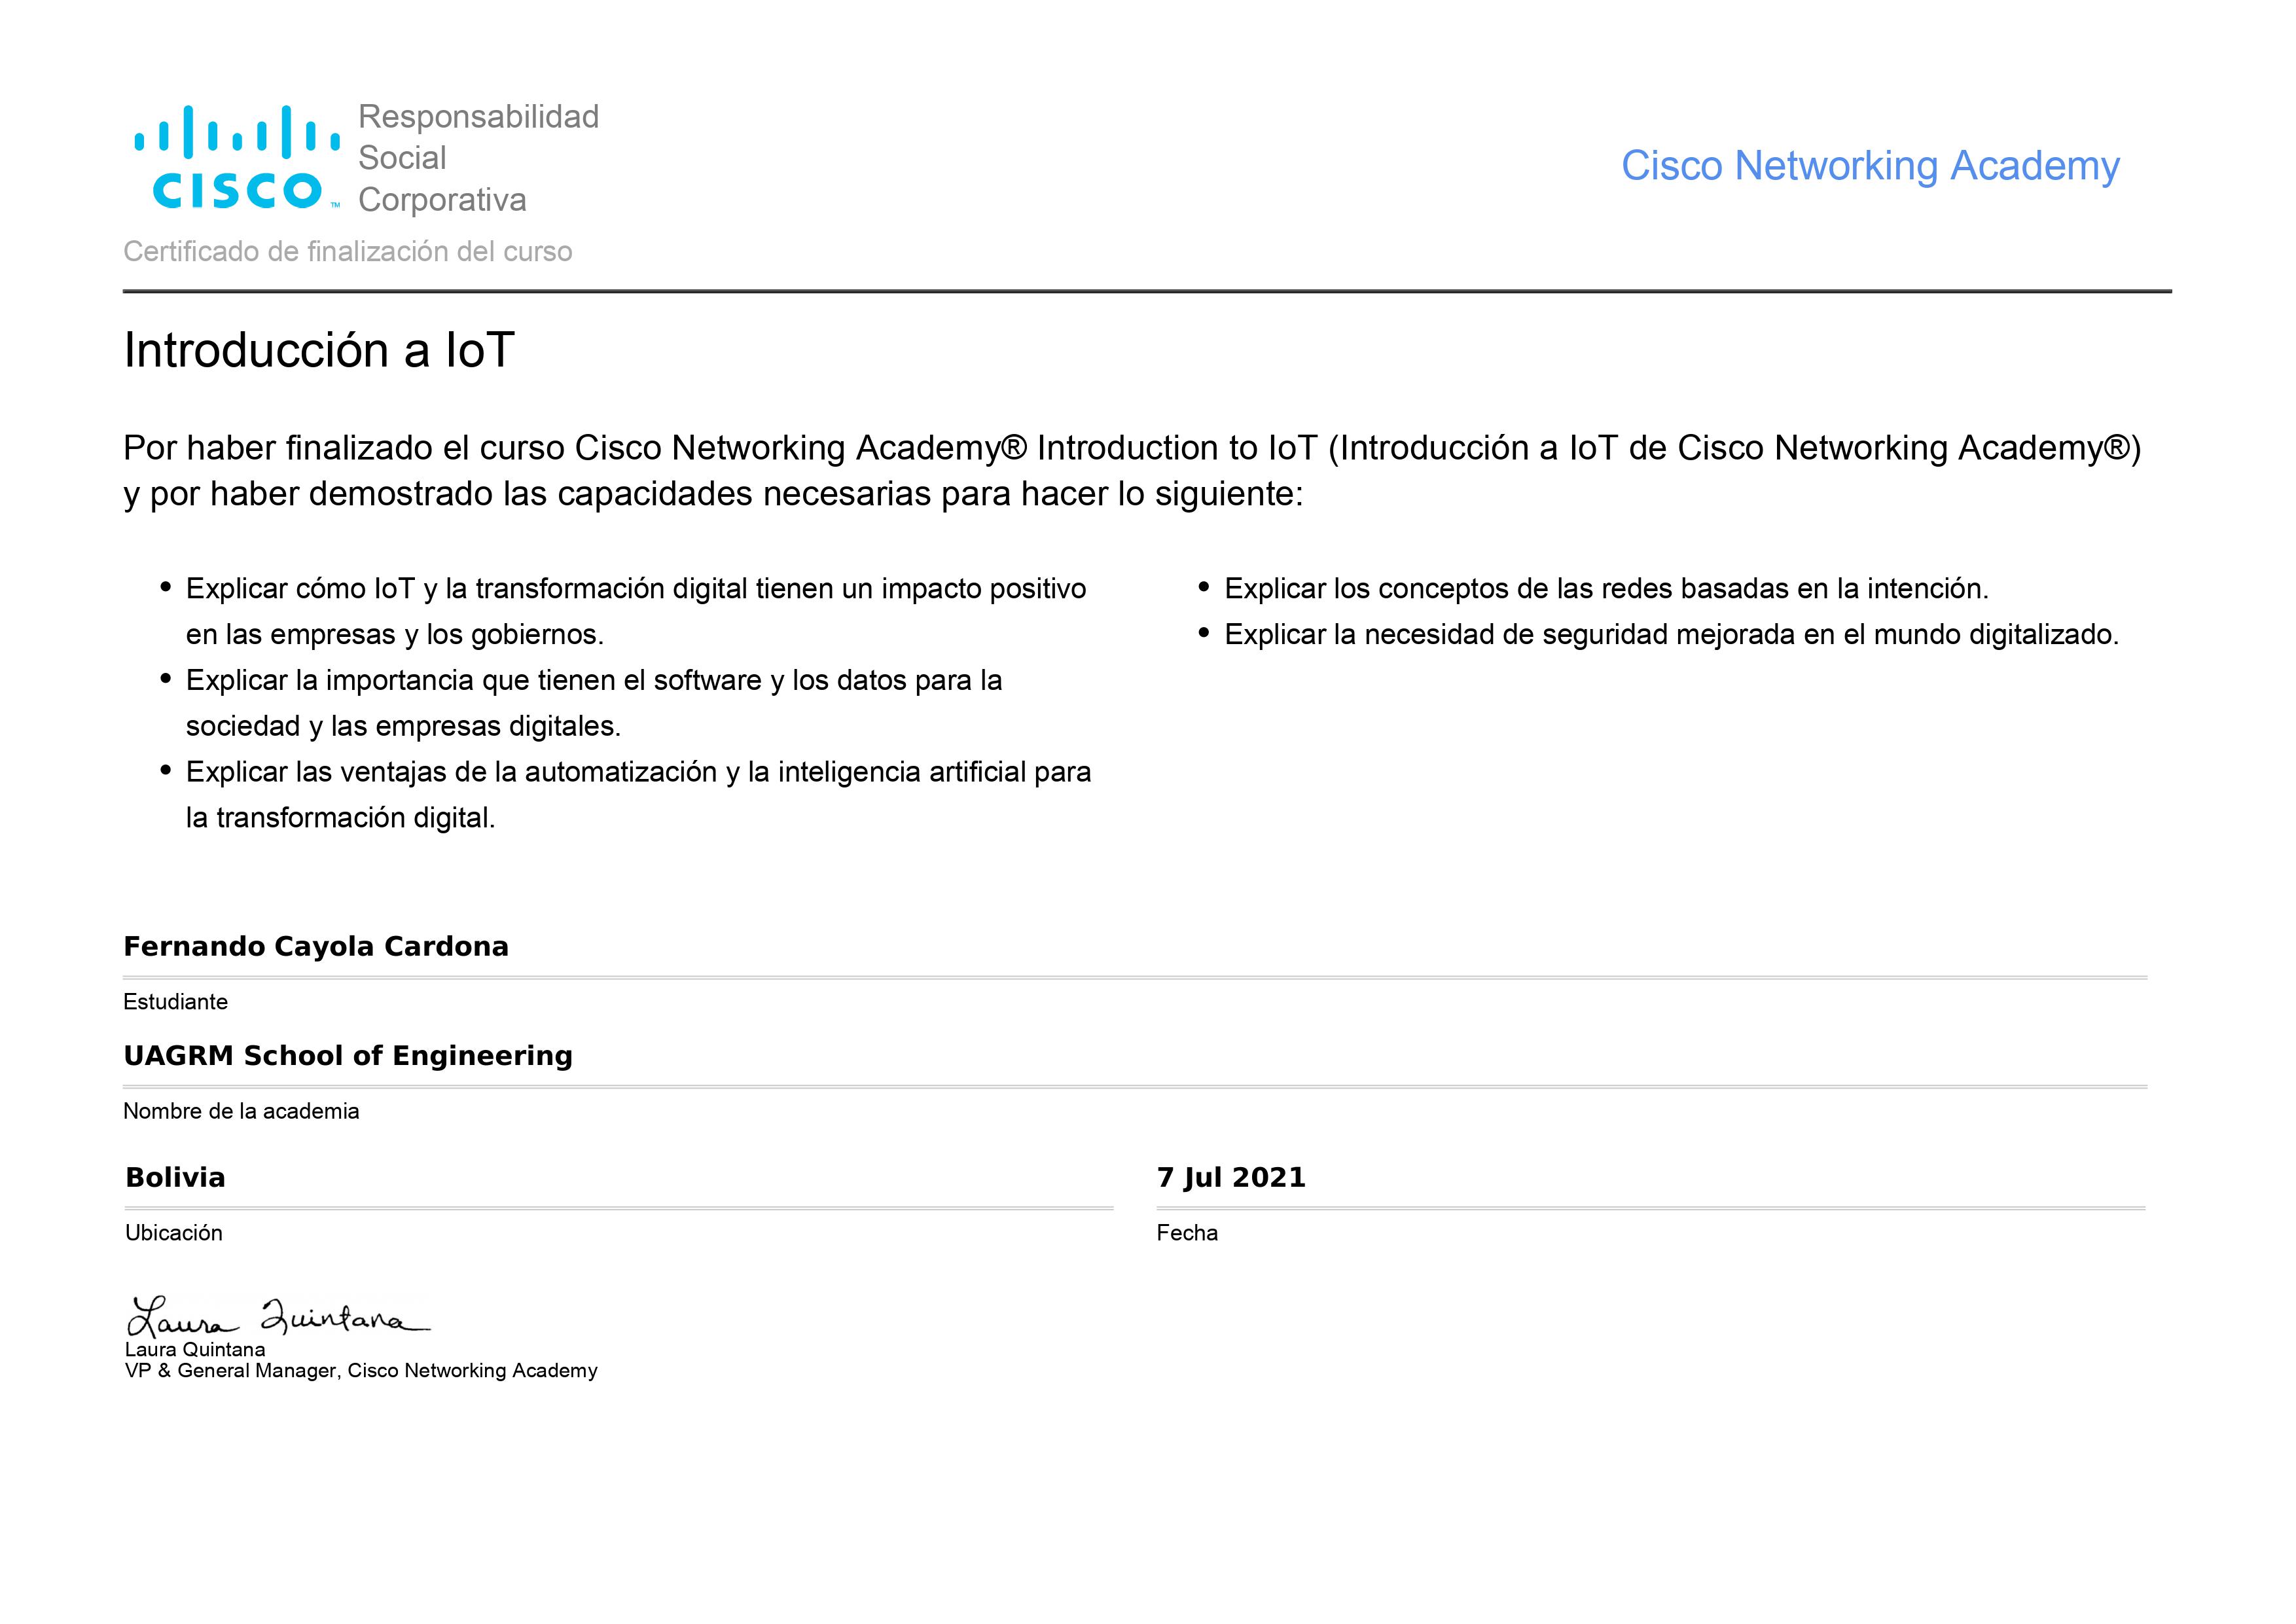 Responsabilidad
Social
Corporativa
CISCO™
Cisco Networking Academy
Certificado de finalización del curso
Introducción a IoT
Por haber finalizado el curso Cisco Networking Academy® Introduction to IoT (Introducción a IoT de Cisco Networking Academy®)
y por haber demostrado las capacidades necesarias para hacer lo siguiente:
• Explicar cómo IoT y la transformación digital tienen un impacto positivo
en las empresas y los gobiernos.
• Explicar la importancia que tienen el software y los datos para la
sociedad y las empresas digitales.
• Explicar las ventajas de la automatización y la inteligencia artificial para
la transformación digital.
• Explicar los conceptos de las redes basadas en la intención.
• Explicar la necesidad de seguridad mejorada en el mundo digitalizado.
Fernando Cayola Cardona
Estudiante
UAGRM School of Engineering
Nombre de la academia
Bolivia
Ubicación
7 Jul 2021
Fecha
Laura Quintana
Laura Quintana
VP & General Manager, Cisco Networking Academy